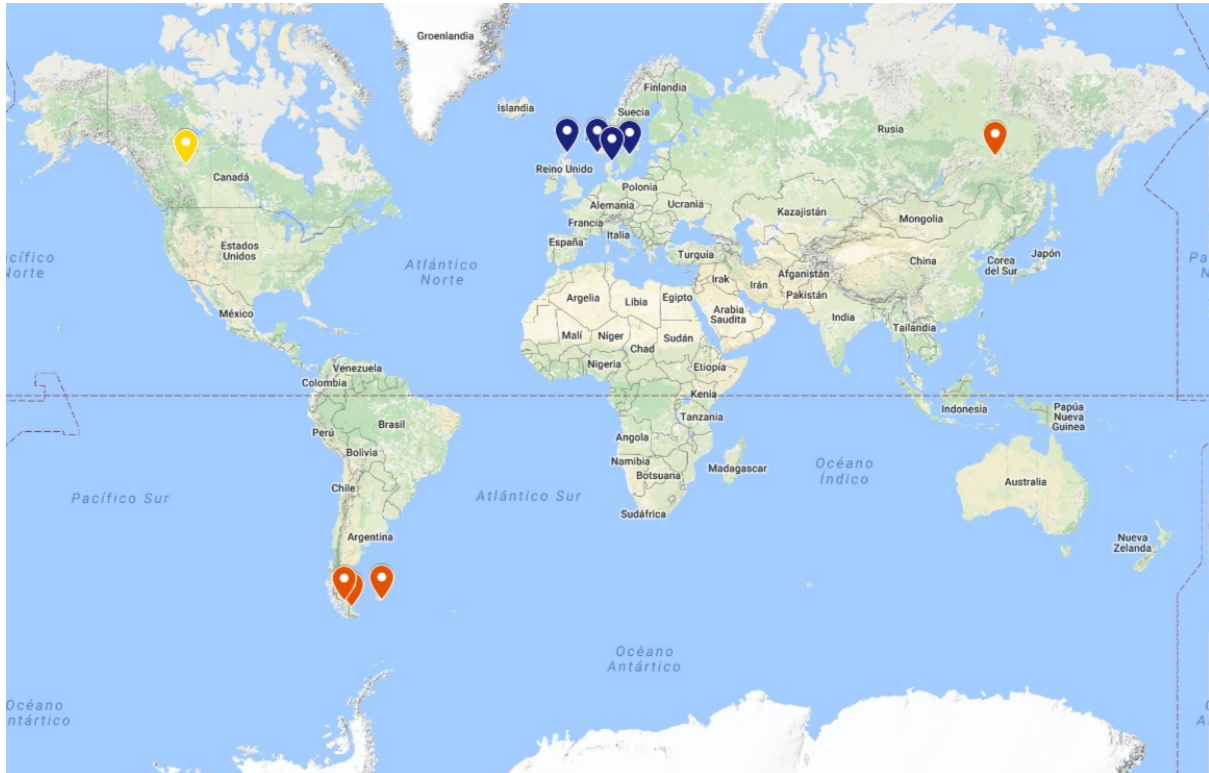 Groenlandia
Islandia
Finlandia
Suecia
Rusia
Canadá
Reino Unido
Polonia
Alemania
Ucrania
Kazajistán
Mongolia
Francia
Italia
España
Turquía
Estados
Unidos
Atlántico
Norte
Afganistán
Irak
Irán
Pakistán
China
Corea
del Sur
Japón
México
Argelia
Libia
Egipto
Arabia
Saudita
India
Tailandia
Malí
Níger
Chad
Sudán
Nigeria
Etiopía
Venezuela
Colombia
Kenia
Tanzania
Indonesia
Papúa
Nueva
Guinea
Perú
Brasil
Bolivia
Angola
Namibia
Botsuana
Madagascar
Océano
Índico
Australia
Pacífico Sur
Chile
Atlántico Sur
Sudáfrica
Argentina
Nueva
Zelanda
Océano
Antártico
cífico
Norte
Océano
ntártico
Pa
N